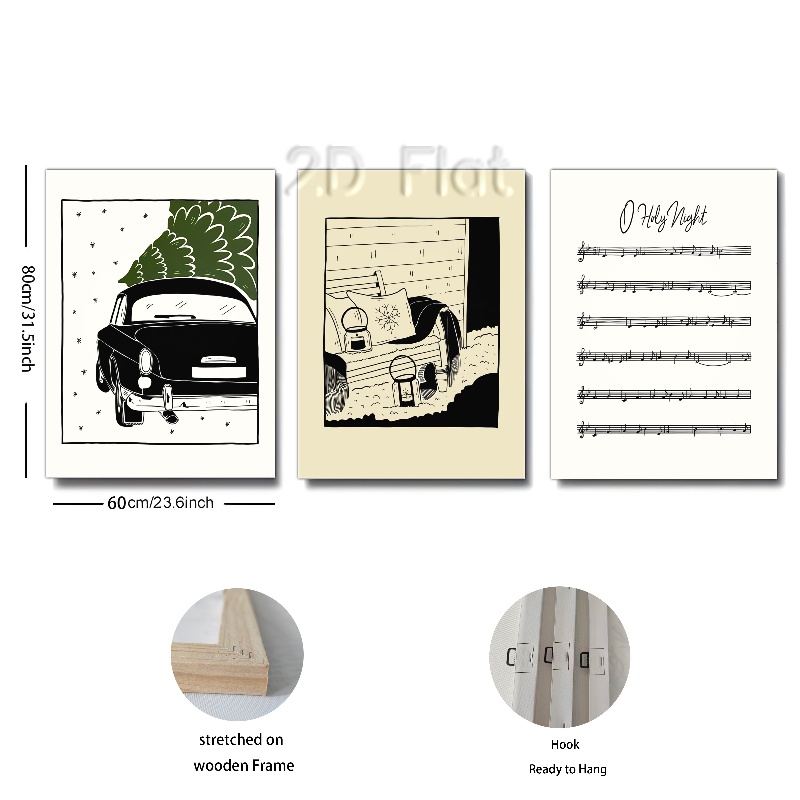 2D Flat
O Holy Night
80cm/31.5inch
60cm/23.6inch
stretched on
wooden Frame
Hook
Ready to Hang